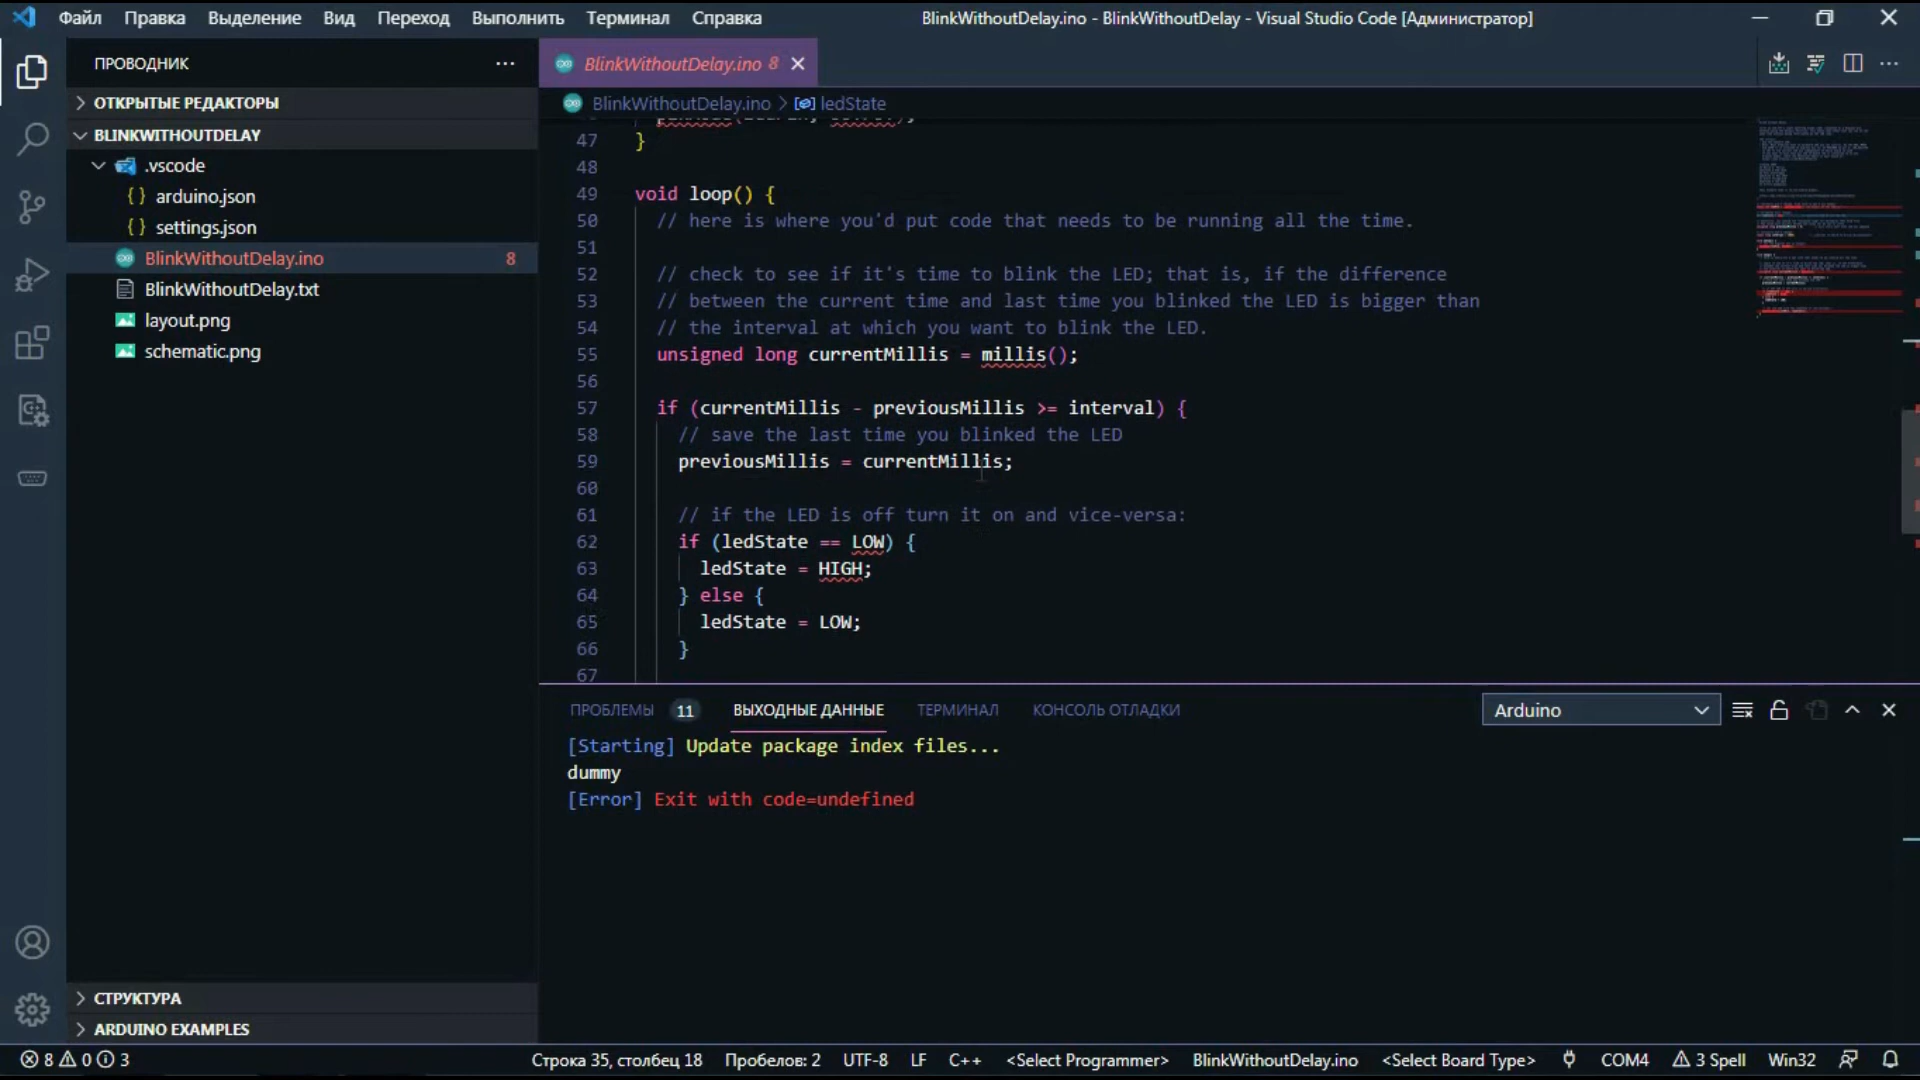 Файл Правка Выделение Вид Переход Выполнить Терминал Справка BlinkWithoutDelay.ino - BlinkWithoutDelay - Visual Studio Code [Администратор]
ПРОВОДНИК
ОТКРЫТЫЕ РЕДАКТОРЫ
BLINKWITHOUTDELAY
.vscode
{} arduino.json
{} settings.json
BlinkWithoutDelay.ino 8
BlinkWithoutDelay.txt
layout.png
schematic.png
СТРУКТУРА
ARDUINO EXAMPLES
BlinkWithoutDelay.ino 8
BlinkWithoutDelay.ino > ledState
47 }
48
49 void loop() {
50 // here is where you'd put code that needs to be running all the time.
51
52 // check to see if it's time to blink the LED; that is, if the difference
53 // between the current time and last time you blinked the LED is bigger than
54 // the interval at which you want to blink the LED.
55 unsigned long currentMillis = millis();
56
57 if (currentMillis - previousMillis >= interval) {
58 // save the last time you blinked the LED
59 previousMillis = currentMillis;
60
61 // if the LED is off turn it on and vice-versa:
62 if (ledState == LOW) {
63 ledState = HIGH;
64 } else {
65 ledState = LOW;
66 }
67
ПРОБЛЕМЫ 11 ВЫХОДНЫЕ ДАННЫЕ ТЕРМИНАЛ КОНСОЛЬ ОТЛАДКИ Arduino
[Starting] Update package index files...
dummy
[Error] Exit with code=undefined
8 0 3 Строка 35, столбец 18 Пробелов: 2 UTF-8 LF C++ <Select Programmer> BlinkWithoutDelay.ino <Select Board Type> COM4 3 Spell Win32